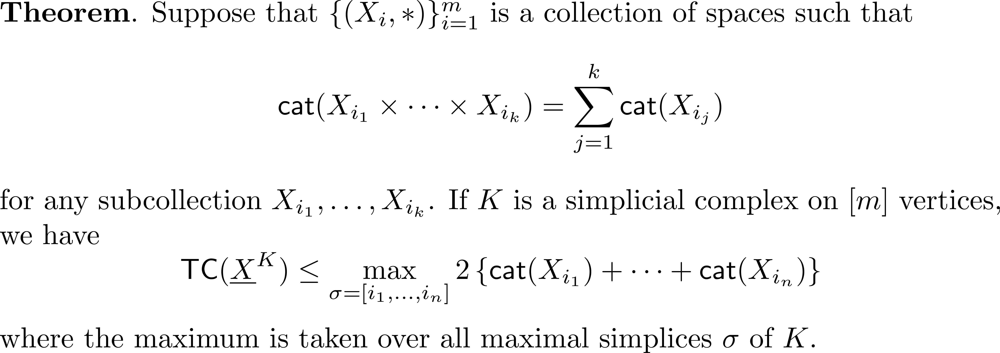 Theorem. Suppose that $\{(X_i, *)\}_{i=1}^m$ is a collection of spaces such that
$$\mathsf{cat}(X_{i_1} \times \cdots \times X_{i_k}) = \sum_{j=1}^{k} \mathsf{cat}(X_{i_j})$$
for any subcollection $X_{i_1}, \ldots, X_{i_k}$. If $K$ is a simplicial complex on $[m]$ vertices,
we have
$$\mathsf{TC}(\underline{X}^K) \leq \max_{\sigma=[i_1,\ldots,i_n]} 2\left\{\mathsf{cat}(X_{i_1}) + \cdots + \mathsf{cat}(X_{i_n})\right\}$$
where the maximum is taken over all maximal simplices $\sigma$ of $K$.